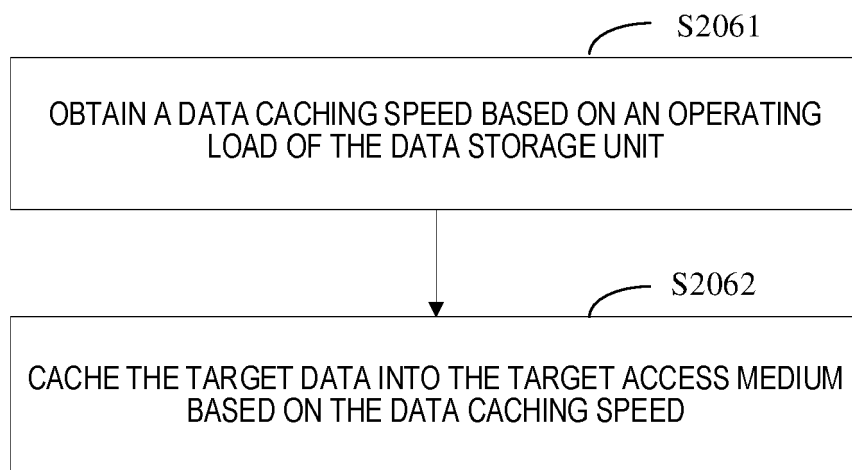 S2061
OBTAIN A DATA CACHING SPEED BASED ON AN OPERATING
LOAD OF THE DATA STORAGE UNIT
S2062
CACHE THE TARGET DATA INTO THE TARGET ACCESS MEDIUM
BASED ON THE DATA CACHING SPEED